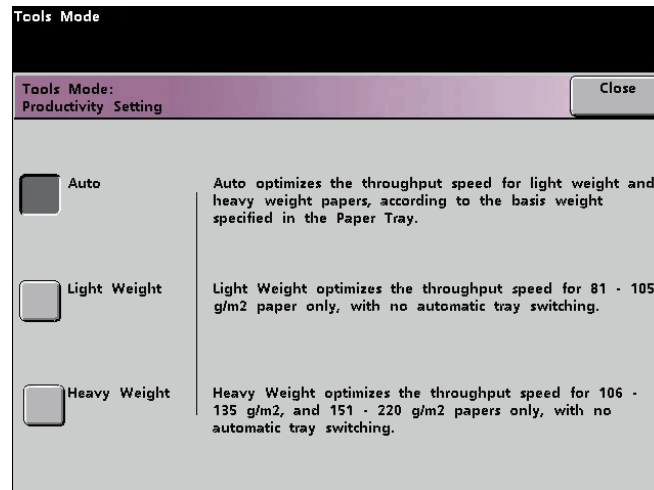 Tools Mode
Tools Mode:
Close
Productivity Setting
Auto
Auto optimizes the throughput speed for light weight and
heavy weight papers, according to the basis weight
specified in the Paper Tray.
Light Weight
Light Weight optimizes the throughput speed for 81 - 105
g/m2 paper only, with no automatic tray switching.
Heavy Weight
Heavy Weight optimizes the throughput speed for 106 -
135 g/m2, and 151 - 220 g/m2 papers only, with no
automatic tray switching.